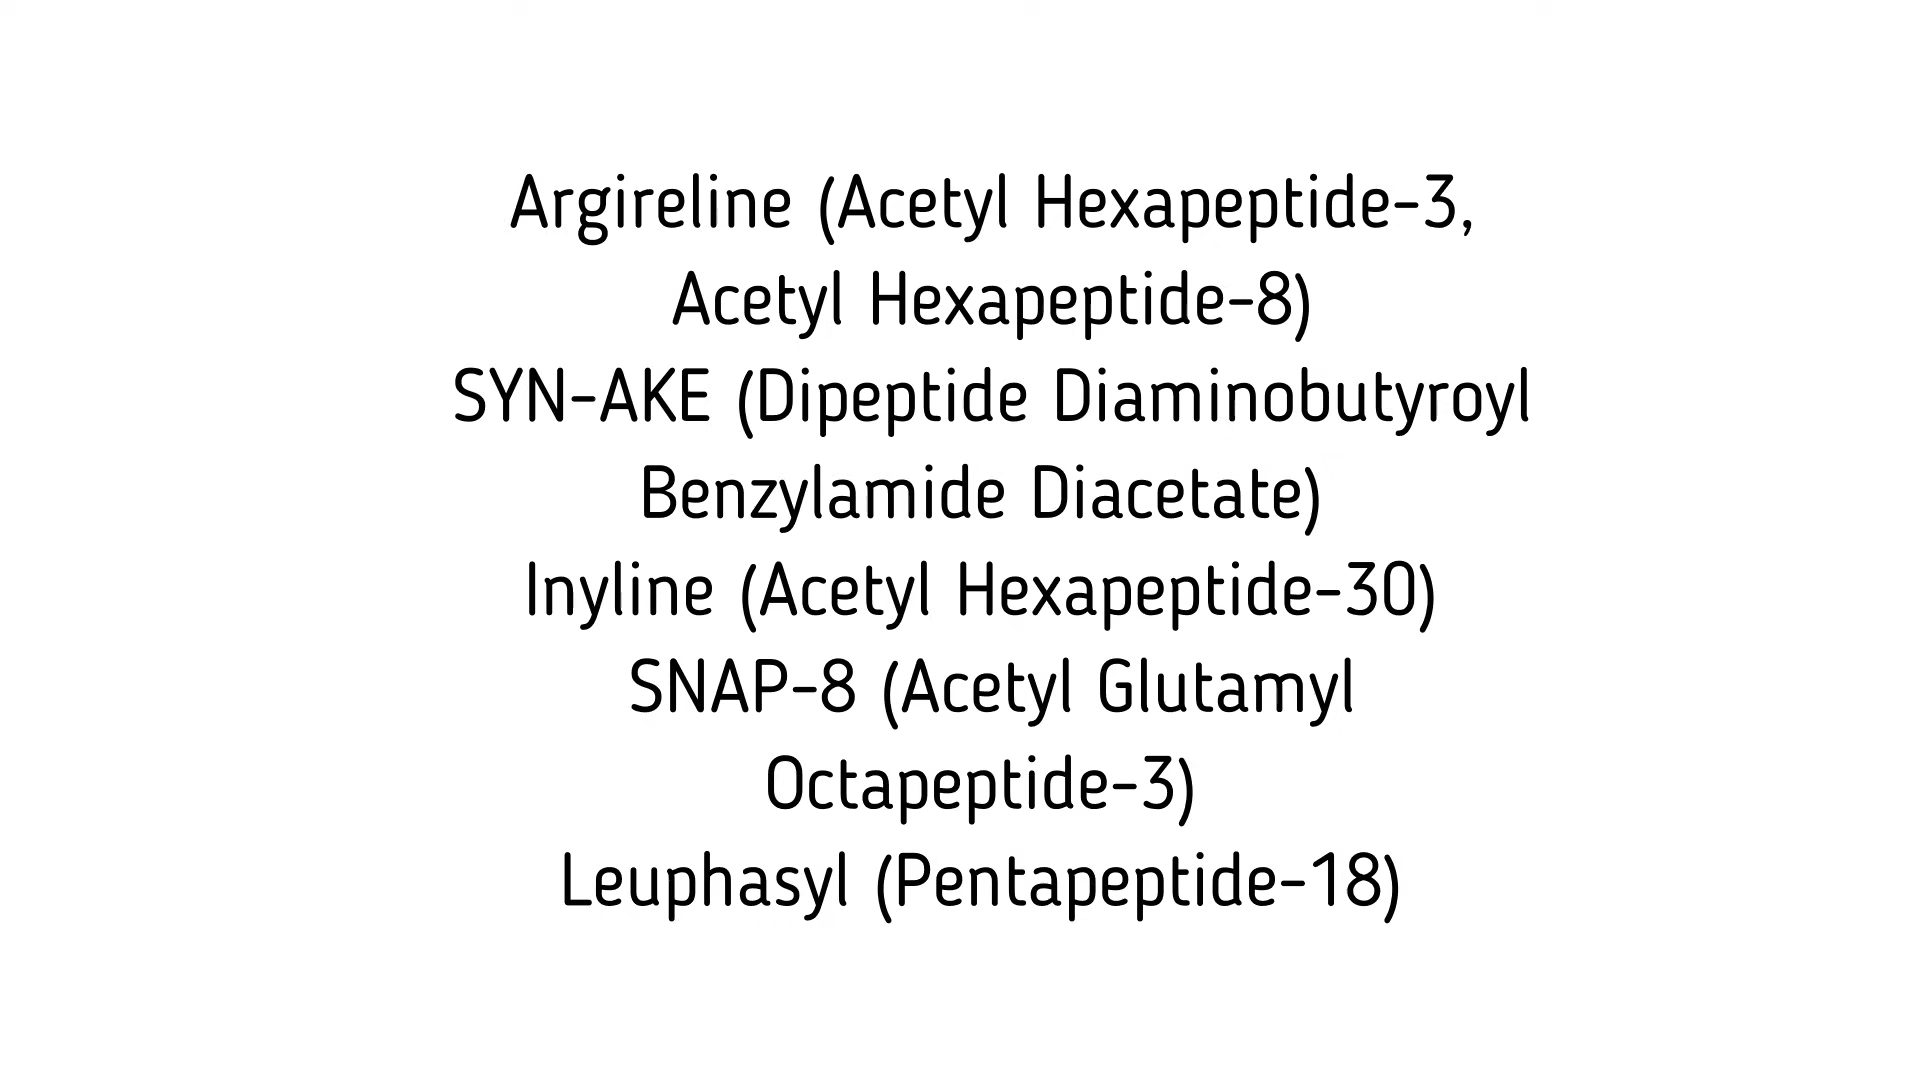 Argireline (Acetyl Hexapeptide-3,
Acetyl Hexapeptide-8)
SYN-AKE (Dipeptide Diaminobutyroyl
Benzylamide Diacetate)
Inyline (Acetyl Hexapeptide-30)
SNAP-8 (Acetyl Glutamyl
Octapeptide-3)
Leuphasyl (Pentapeptide-18)